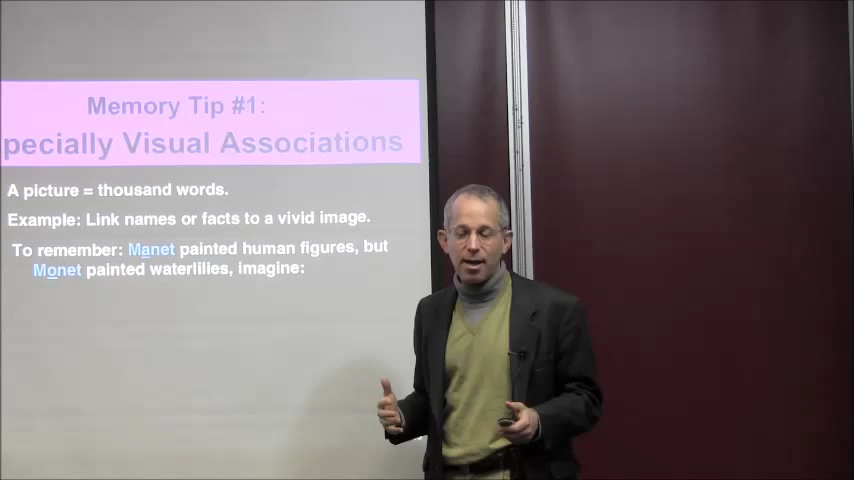 Memory Tip #1:
pecially Visual Associations
A picture = thousand words.
Example: Link names or facts to a vivid image.
To remember: Manet painted human figures, but
Monet painted waterlilies, imagine: